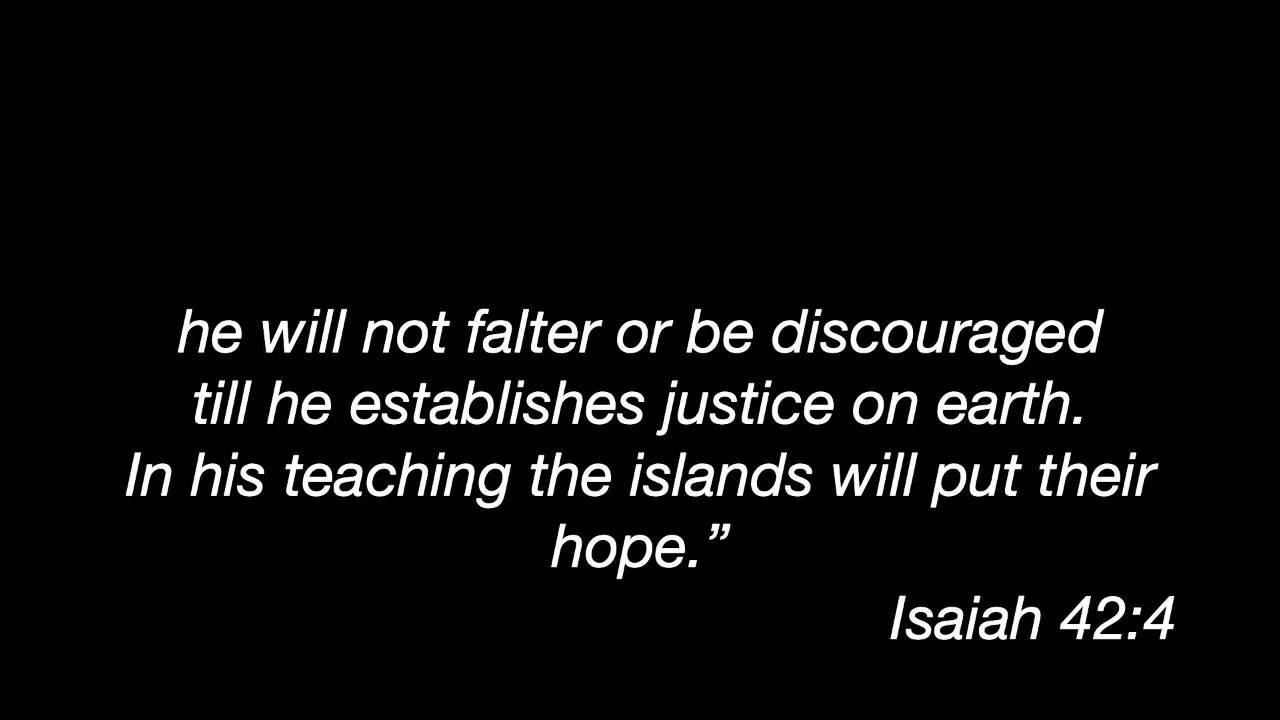 he will not falter or be discouraged
till he establishes justice on earth.
In his teaching the islands will put their
hope.”
Isaiah 42:4